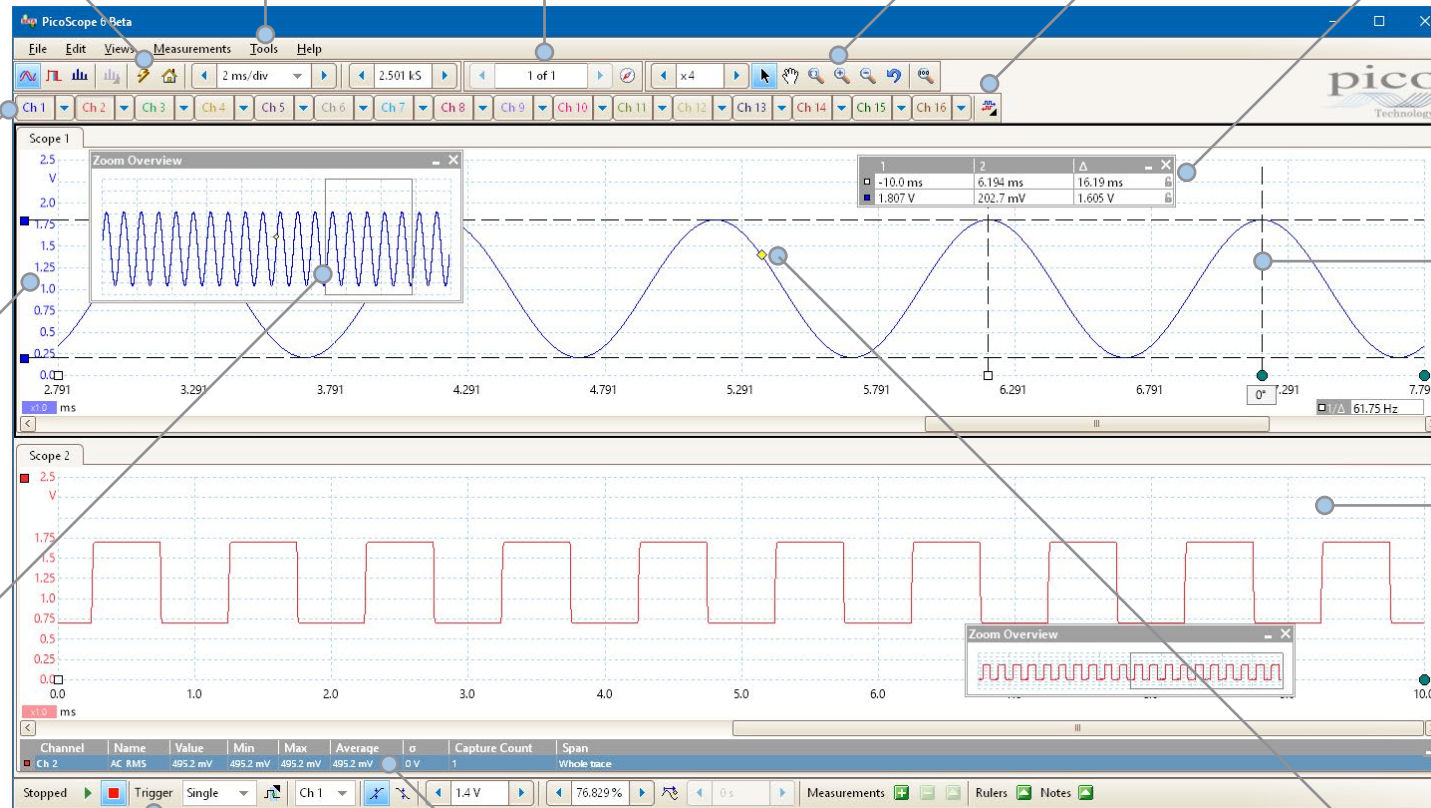 PicoScope 6 Beta
File Edit Views Measurements Tools Help
2 ms/div 2.501 kS 1 of 1 x4
pico
Technology
Ch 1 Ch 2 Ch 3 Ch 4 Ch 5 Ch 6 Ch 7 Ch 8 Ch 9 Ch 10 Ch 11 Ch 12 Ch 13 Ch 14 Ch 15 Ch 16
Scope 1
Zoom Overview
1 2 Δ
-10.0 ms 6.194 ms 16.19 ms
1.807 V 202.7 mV 1.605 V
2.5
V
2.0
1.75
1.5
1.25
1.0
0.75
0.5
0.25
0.0
2.791 3.291 3.791 4.291 4.791 5.291 5.791 6.291 6.791 7.291 7.79
0°
x1.0 ms
1/Δ 61.75 Hz
Scope 2
2.5
V
1.75
1.5
1.25
1.0
0.75
0.5
0.25
0.0
Zoom Overview
0.0 1.0 2.0 3.0 4.0 5.0 6.0 10.0
x1.0 ms
Channel Name Value Min Max Average σ Capture Count Span
Ch 2 AC RMS 495.2 mV 495.2 mV 495.2 mV 495.2 mV 0 V 1 Whole trace
Stopped Trigger Single Ch 1 1.4 V 76.829 % 0 s Measurements Rulers Notes